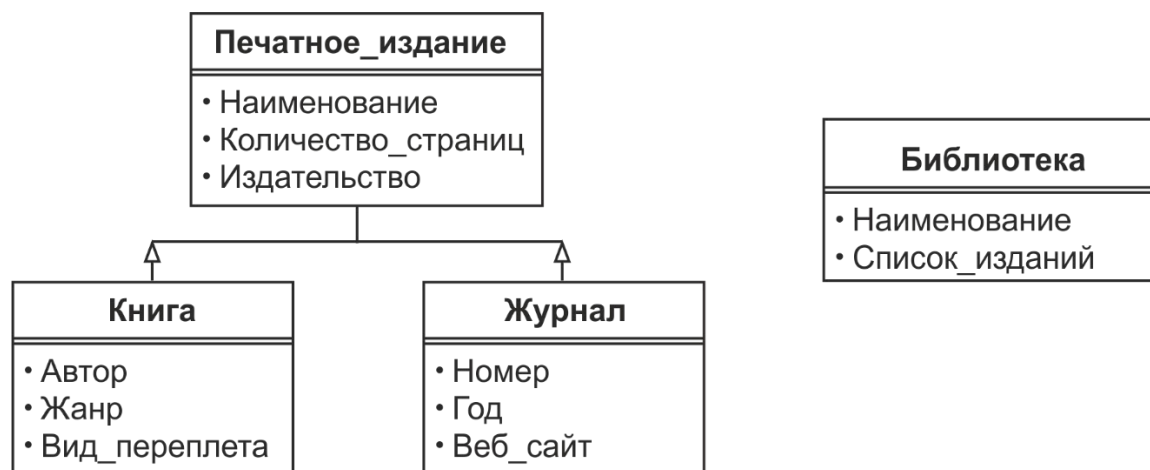 Печатное_издание
• Наименование
• Количество_страниц
• Издательство
Библиотека
• Наименование
• Список_изданий
Книга
• Автор
• Жанр
• Вид_переплета
Журнал
• Номер
• Год
• Веб_сайт